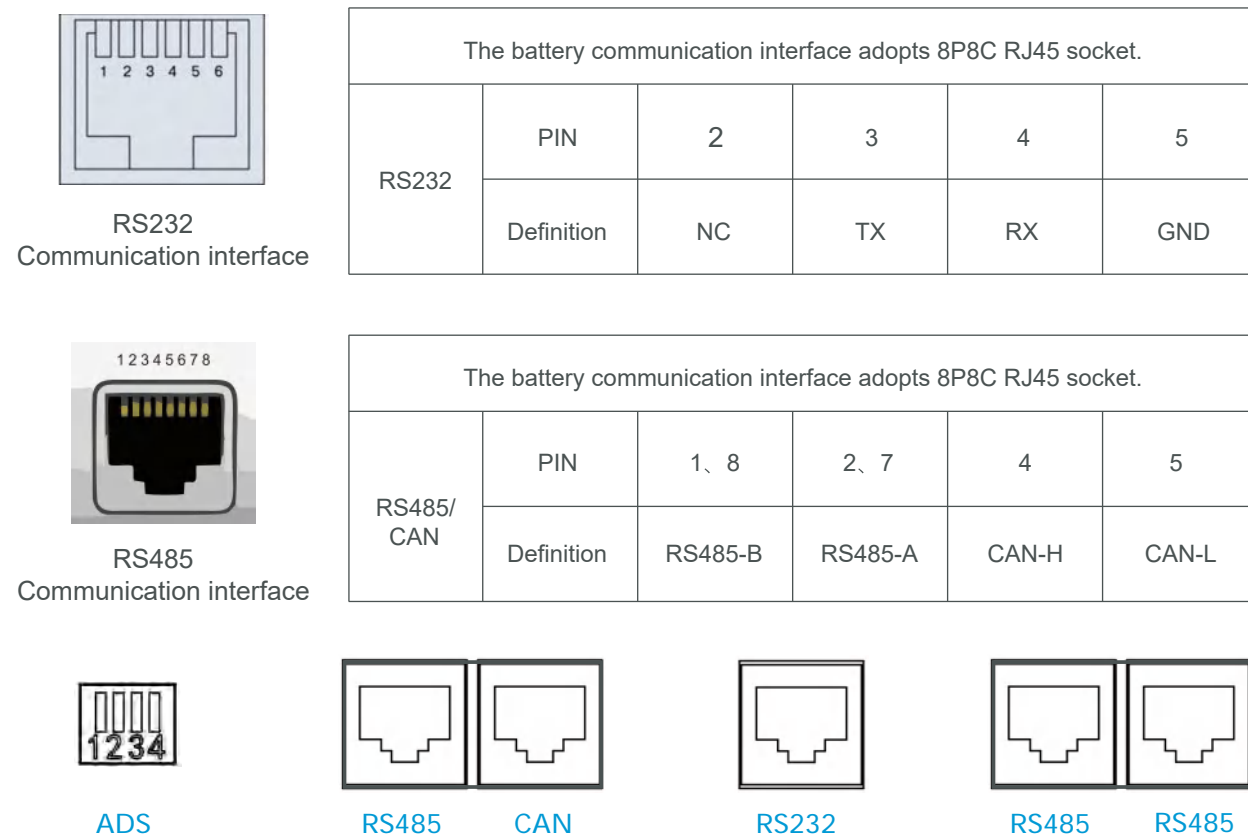 1 2 3 4 5 6
RS232
Communication interface
The battery communication interface adopts 8P8C RJ45 socket.
RS232
PIN 2 3 4 5
Definition NC TX RX GND
12345678
RS485
Communication interface
The battery communication interface adopts 8P8C RJ45 socket.
RS485/
CAN
PIN 1、8 2、7 4 5
Definition RS485-B RS485-A CAN-H CAN-L
1234
ADS RS485 CAN RS232 RS485 RS485